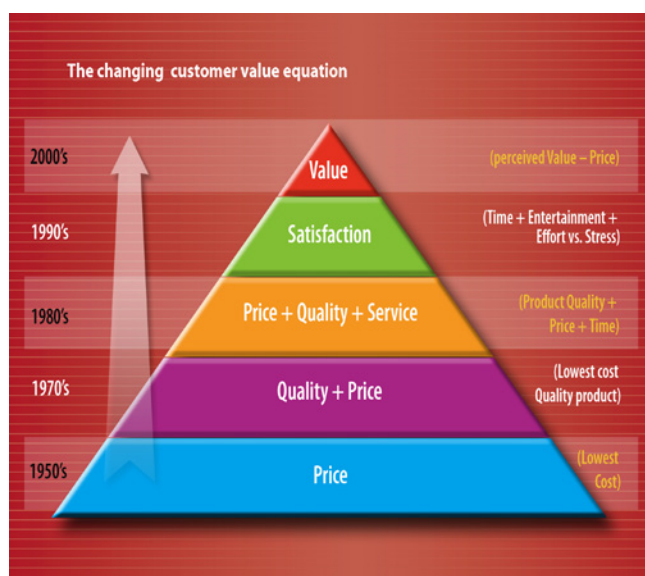 The changing customer value equation
2000's
Value
(perceived Value – Price)
1990's
Satisfaction
(Time + Entertainment +
Effort vs. Stress)
1980's
Price + Quality + Service
(Product Quality +
Price + Time)
1970's
Quality + Price
(Lowest cost
Quality product)
1950's
Price
(Lowest
Cost)